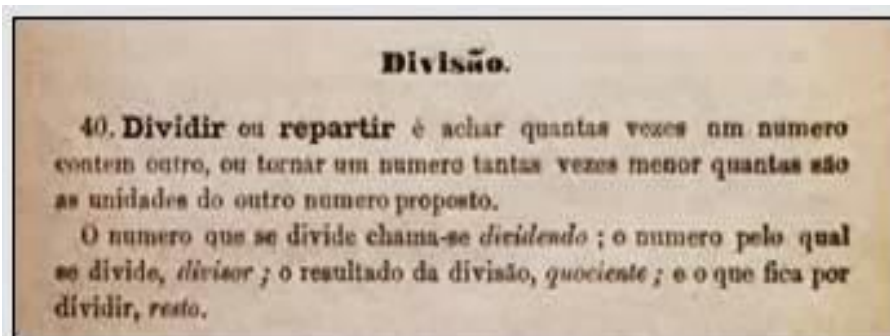 Divisão.
40. Dividir ou repartir é achar quantas vezes um numero
contem outro, ou tornar um numero tantas vezes menor quantas são
as unidades do outro numero proposto.
O numero que se divide chama-se dividendo ; o numero pelo qual
se divide, divisor ; o resultado da divisão, quociente ; e o que fica por
dividir, resto.